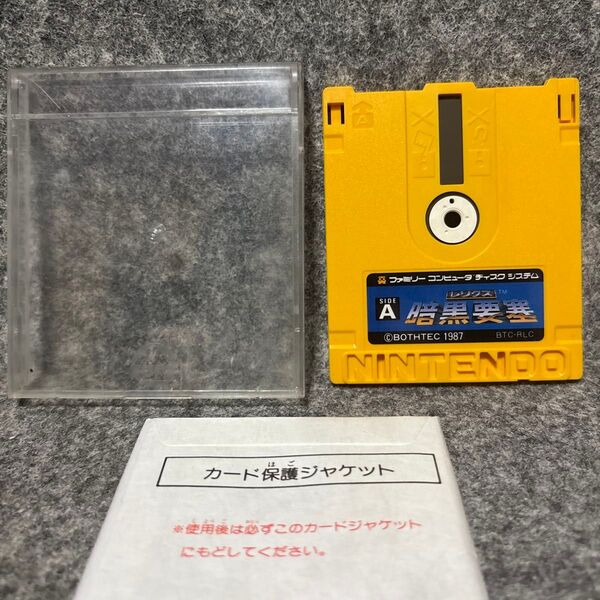 ファミリー コンピュータ ディスク システム
SIDE A
レリクス™
暗黒要塞
©BOTHTEC 1987 BTC-RLC
NINTENDO
カード保護ジャケット
※使用後は必ずこのカードジャケット
にもどしてください。